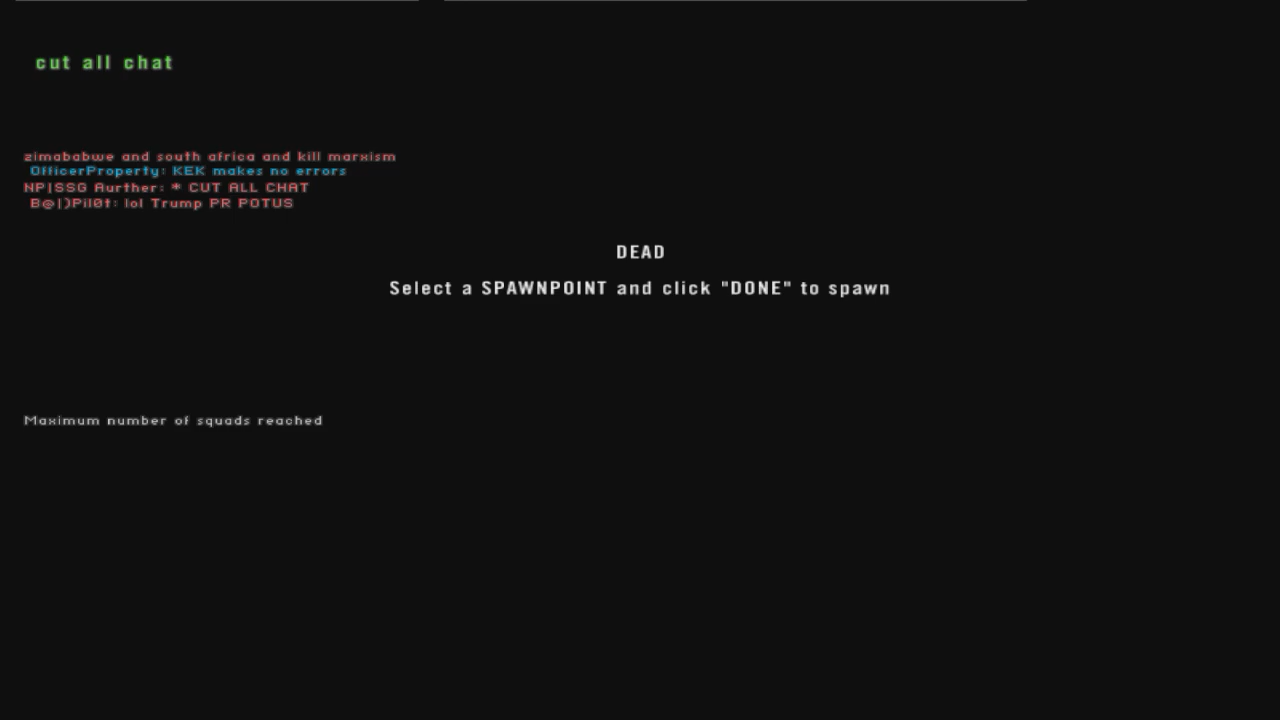 cut all chat
zimababwe and south africa and kill marxism
OfficerProperty: KEK makes no errors
NP|SSG Aurther: * CUT ALL CHAT
B@|)Pil0t: lol Trump PR POTUS
DEAD
Select a SPAWNPOINT and click "DONE" to spawn
Maximum number of squads reached